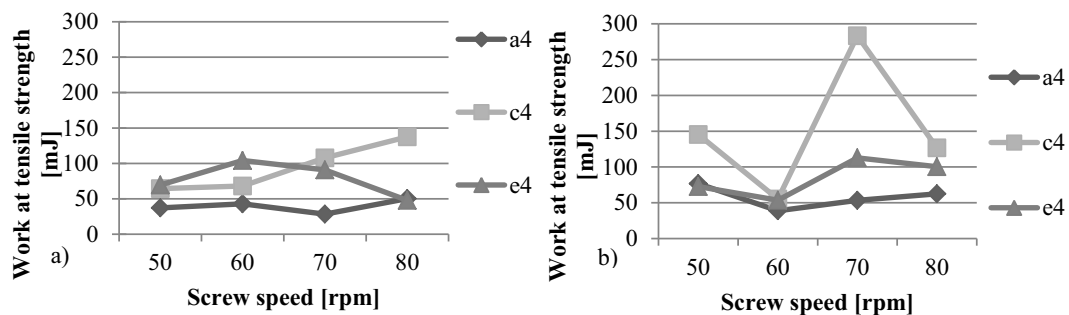 Work at tensile strength
[mJ]
300
250
200
150
100
50
0
50 60 70 80
Screw speed [rpm]
a)
a4
c4
e4
Work at tensile strength
[mJ]
300
250
200
150
100
50
0
50 60 70 80
Screw speed [rpm]
b)
a4
c4
e4